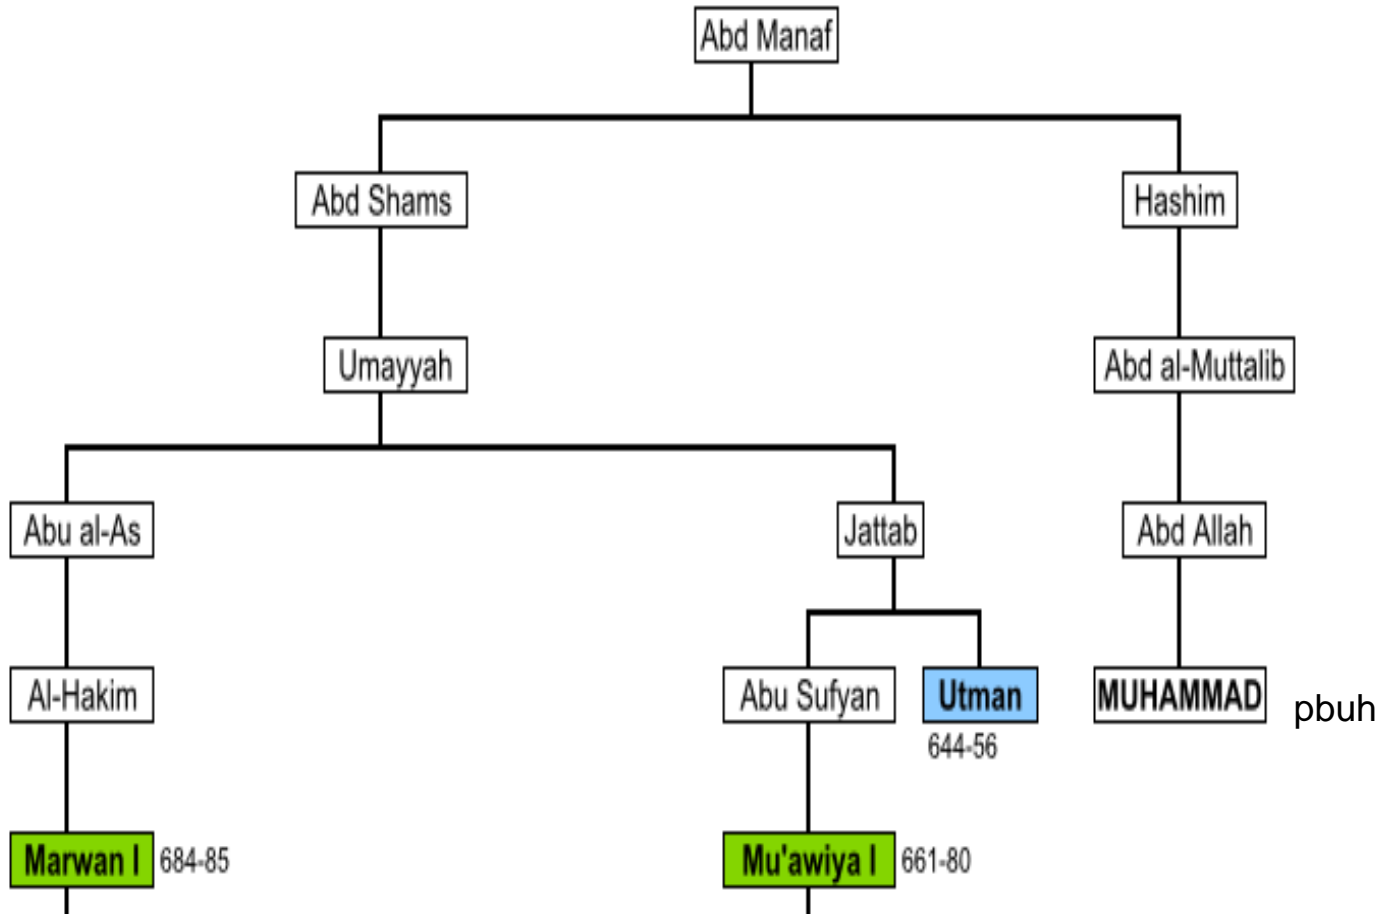 Abd Manaf
Abd Shams
Hashim
Umayyah
Abd al-Muttalib
Abu al-As
Jattab
Abd Allah
Al-Hakim
Abu Sufyan
Utman
MUHAMMAD
pbuh
644-56
Marwan I
684-85
Mu'awiya I
661-80